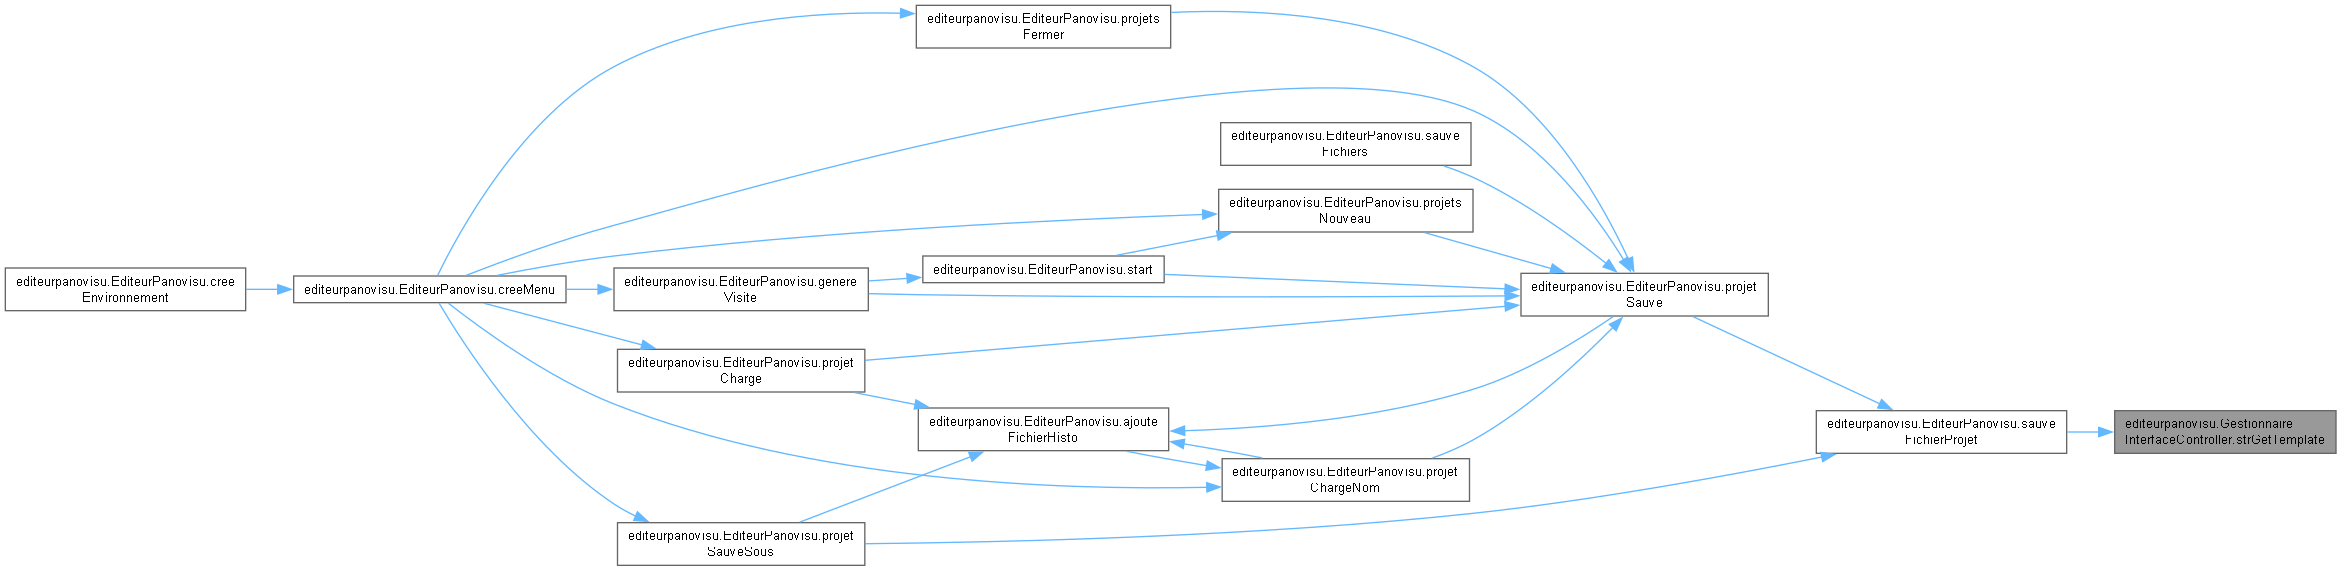 editeurpanovisu.EditeurPanovisu.projets
Fermer
editeurpanovisu.EditeurPanovisu.sauve
Fichiers
editeurpanovisu.EditeurPanovisu.projets
Nouveau
editeurpanovisu.EditeurPanovisu.start
editeurpanovisu.EditeurPanovisu.cree
Environnement
editeurpanovisu.EditeurPanovisu.creeMenu
editeurpanovisu.EditeurPanovisu.genere
Visite
editeurpanovisu.EditeurPanovisu.projet
Sauve
editeurpanovisu.EditeurPanovisu.projet
Charge
editeurpanovisu.EditeurPanovisu.ajoute
FichierHisto
editeurpanovisu.EditeurPanovisu.sauve
FichierProjet
editeurpanovisu.Gestionnaire
InterfaceController.strGetTemplate
editeurpanovisu.EditeurPanovisu.projet
ChargeNom
editeurpanovisu.EditeurPanovisu.projet
SauveSous